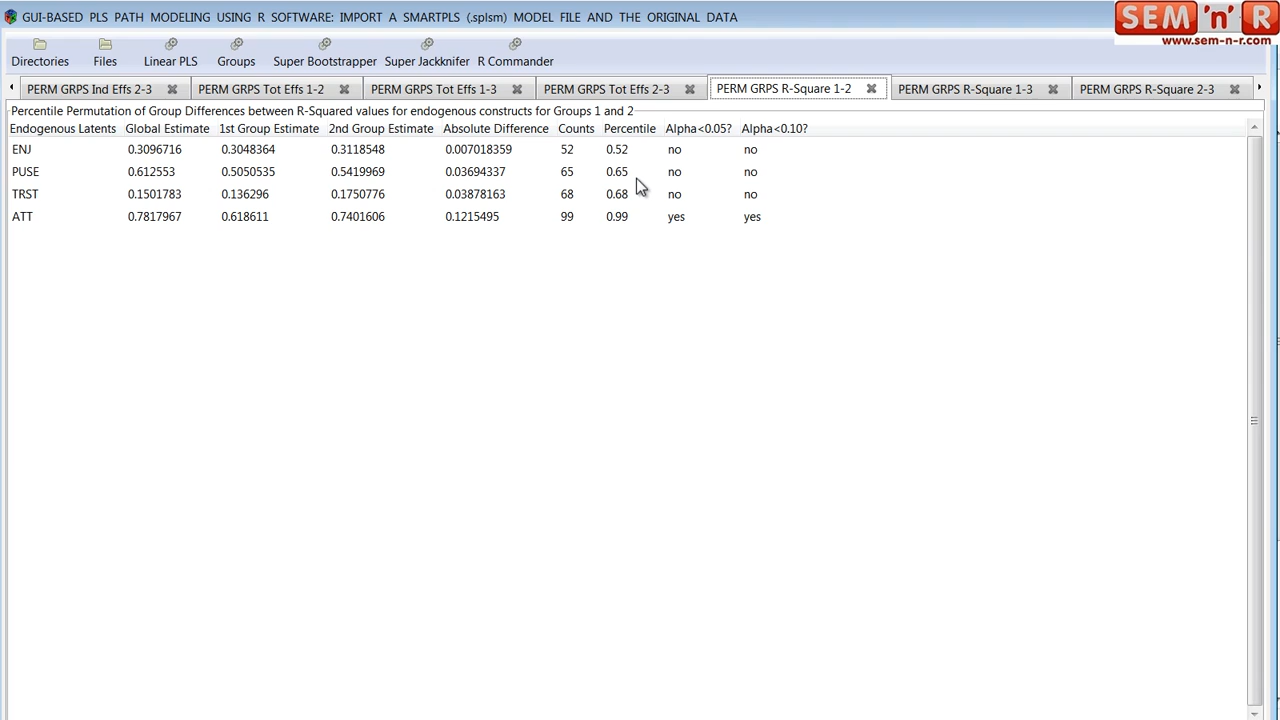 GUI-BASED PLS PATH MODELING USING R SOFTWARE: IMPORT A SMARTPLS (.splsm) MODEL FILE AND THE ORIGINAL DATA
SEM 'n' R
www.sem-n-r.com
Directories Files Linear PLS Groups Super Bootstrapper Super Jackknifer R Commander
PERM GRPS Ind Effs 2-3 PERM GRPS Tot Effs 1-2 PERM GRPS Tot Effs 1-3 PERM GRPS Tot Effs 2-3 PERM GRPS R-Square 1-2 PERM GRPS R-Square 1-3 PERM GRPS R-Square 2-3
Percentile Permutation of Group Differences between R-Squared values for endogenous constructs for Groups 1 and 2
Endogenous Latents Global Estimate 1st Group Estimate 2nd Group Estimate Absolute Difference Counts Percentile Alpha<0.05? Alpha<0.10?
ENJ 0.3096716 0.3048364 0.3118548 0.007018359 52 0.52 no no
PUSE 0.612553 0.5050535 0.5419969 0.03694337 65 0.65 no no
TRST 0.1501783 0.136296 0.1750776 0.03878163 68 0.68 no no
ATT 0.7817967 0.618611 0.7401606 0.1215495 99 0.99 yes yes